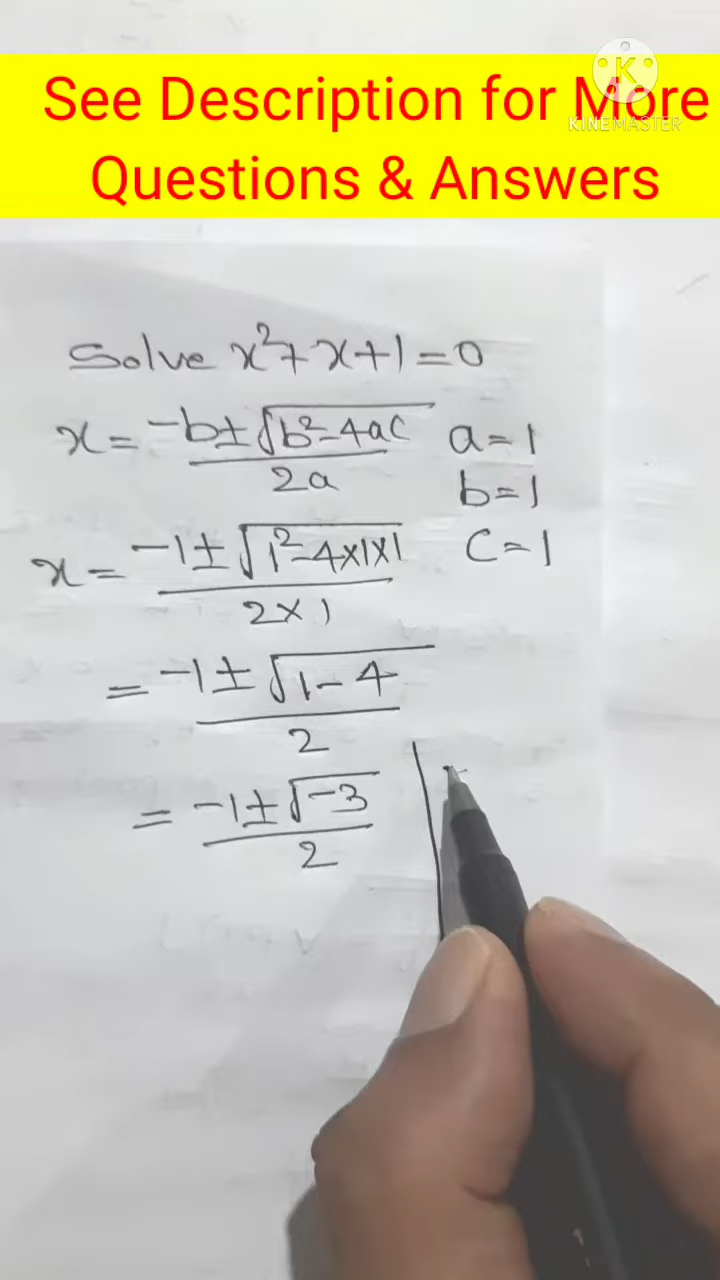 See Description for More
Questions & Answers
K
KINEMASTER
Solve x²+x+1=0
x = -b±√b²-4ac / 2a
a=1
b=1
c=1
x = -1±√1²-4×1×1 / 2×1
= -1±√1-4 / 2
= -1±√-3 / 2